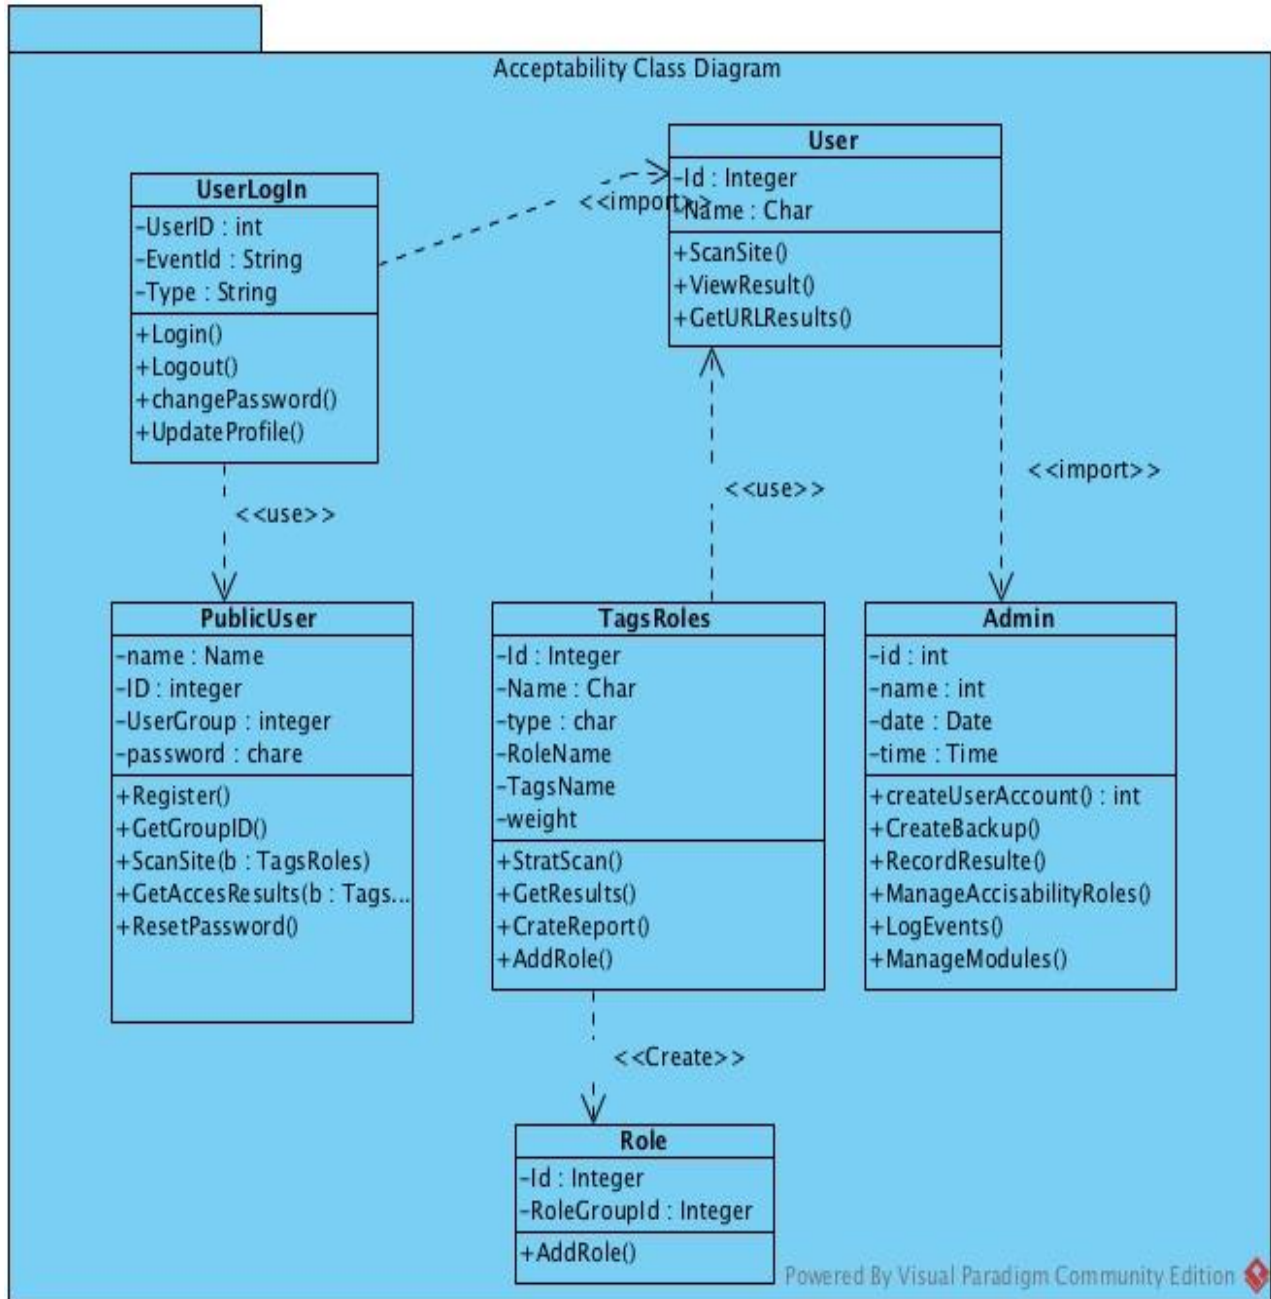 Acceptability Class Diagram
User
-Id : Integer
-Name : Char
+ScanSite()
+ViewResult()
+GetURLResults()
<<import>>
UserLogIn
-UserID : int
-EventId : String
-Type : String
+Login()
+Logout()
+changePassword()
+UpdateProfile()
<<use>>
<<use>>
<<import>>
PublicUser
-name : Name
-ID : integer
-UserGroup : integer
-password : chare
+Register()
+GetGroupID()
+ScanSite(b : TagsRoles)
+GetAccesResults(b : Tags...
+ResetPassword()
TagsRoles
-Id : Integer
-Name : Char
-type : char
-RoleName
-TagsName
-weight
+StratScan()
+GetResults()
+CrateReport()
+AddRole()
Admin
-id : int
-name : int
-date : Date
-time : Time
+createUserAccount() : int
+CreateBackup()
+RecordResulte()
+ManageAccisabilityRoles()
+LogEvents()
+ManageModules()
<<Create>>
Role
-Id : Integer
-RoleGroupId : Integer
+AddRole()
Powered By Visual Paradigm Community Edition